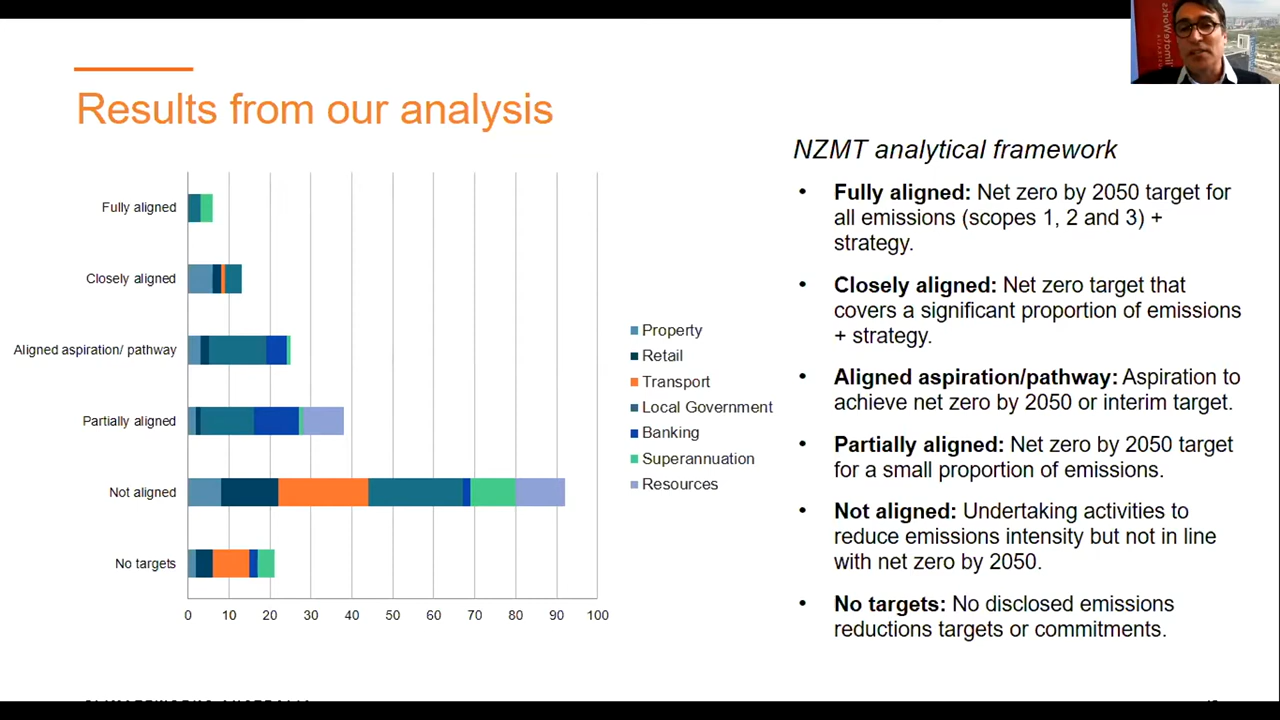 Results from our analysis
Fully aligned
Closely aligned
Aligned aspiration/ pathway
Partially aligned
Not aligned
No targets
0 10 20 30 40 50 60 70 80 90 100
Property
Retail
Transport
Local Government
Banking
Superannuation
Resources
NZMT analytical framework
• Fully aligned: Net zero by 2050 target for
all emissions (scopes 1, 2 and 3) +
strategy.
• Closely aligned: Net zero target that
covers a significant proportion of emissions
+ strategy.
• Aligned aspiration/pathway: Aspiration to
achieve net zero by 2050 or interim target.
• Partially aligned: Net zero by 2050 target
for a small proportion of emissions.
• Not aligned: Undertaking activities to
reduce emissions intensity but not in line
with net zero by 2050.
• No targets: No disclosed emissions
reductions targets or commitments.